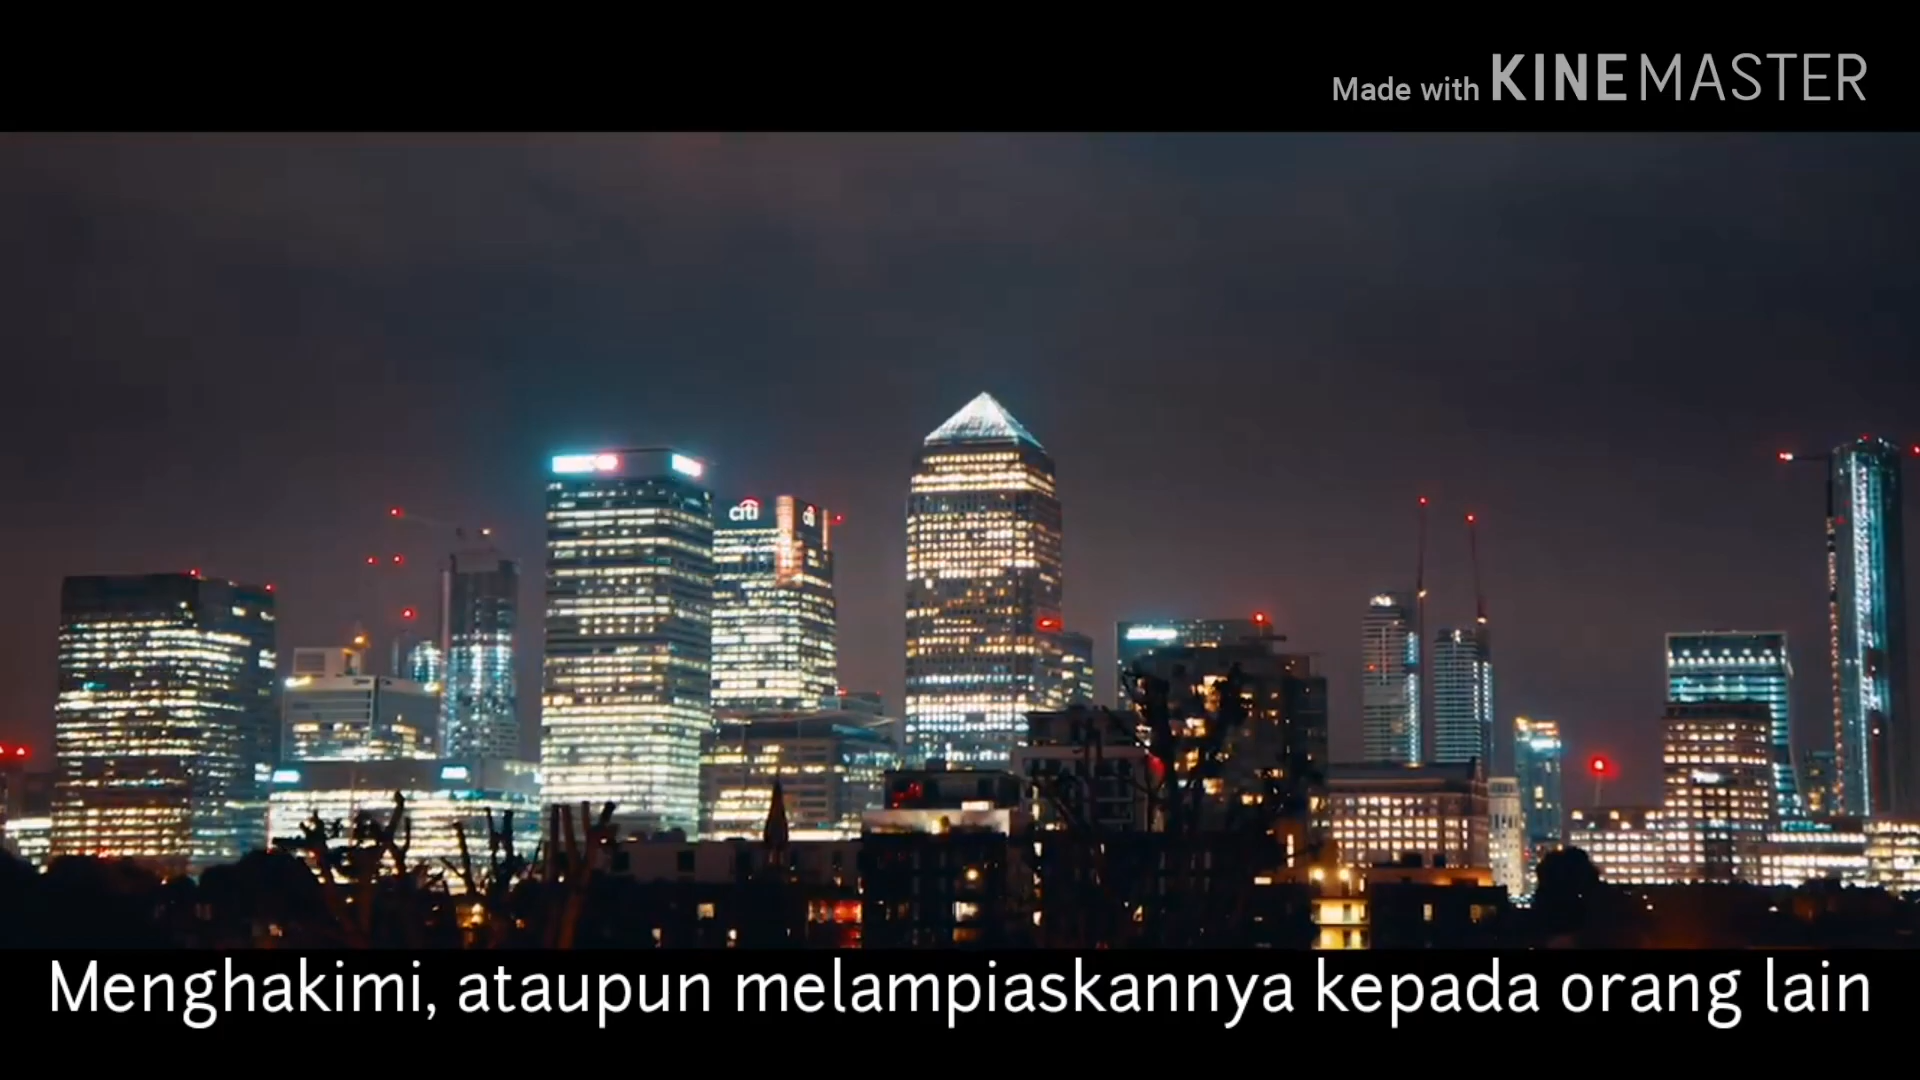 Made with KINEMASTER
citi
Menghakimi, ataupun melampiaskannya kepada orang lain